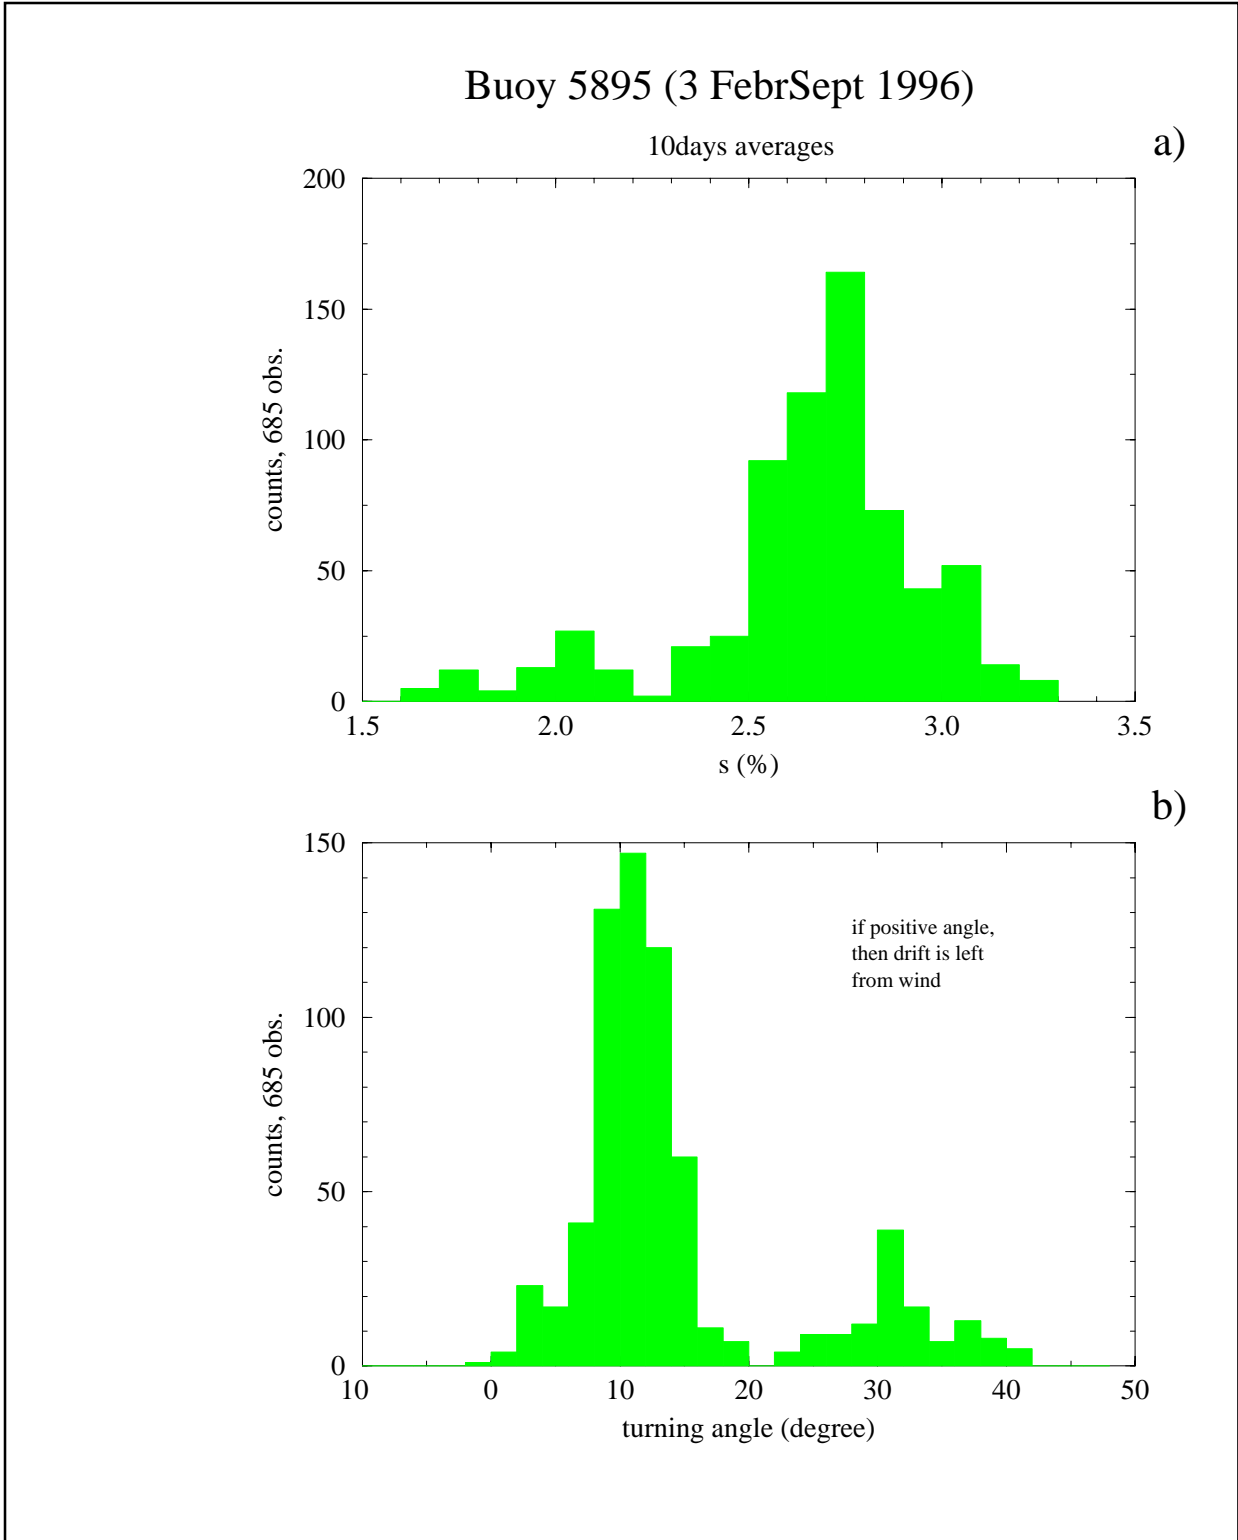 Buoy 5895 (3 FebrSept 1996)
10days averages
a)
200
150
100
50
0
counts, 685 obs.
1.5 2.0 2.5 3.0 3.5
s (%)
b)
150
100
50
0
counts, 685 obs.
if positive angle,
then drift is left
from wind
10 0 10 20 30 40 50
turning angle (degree)